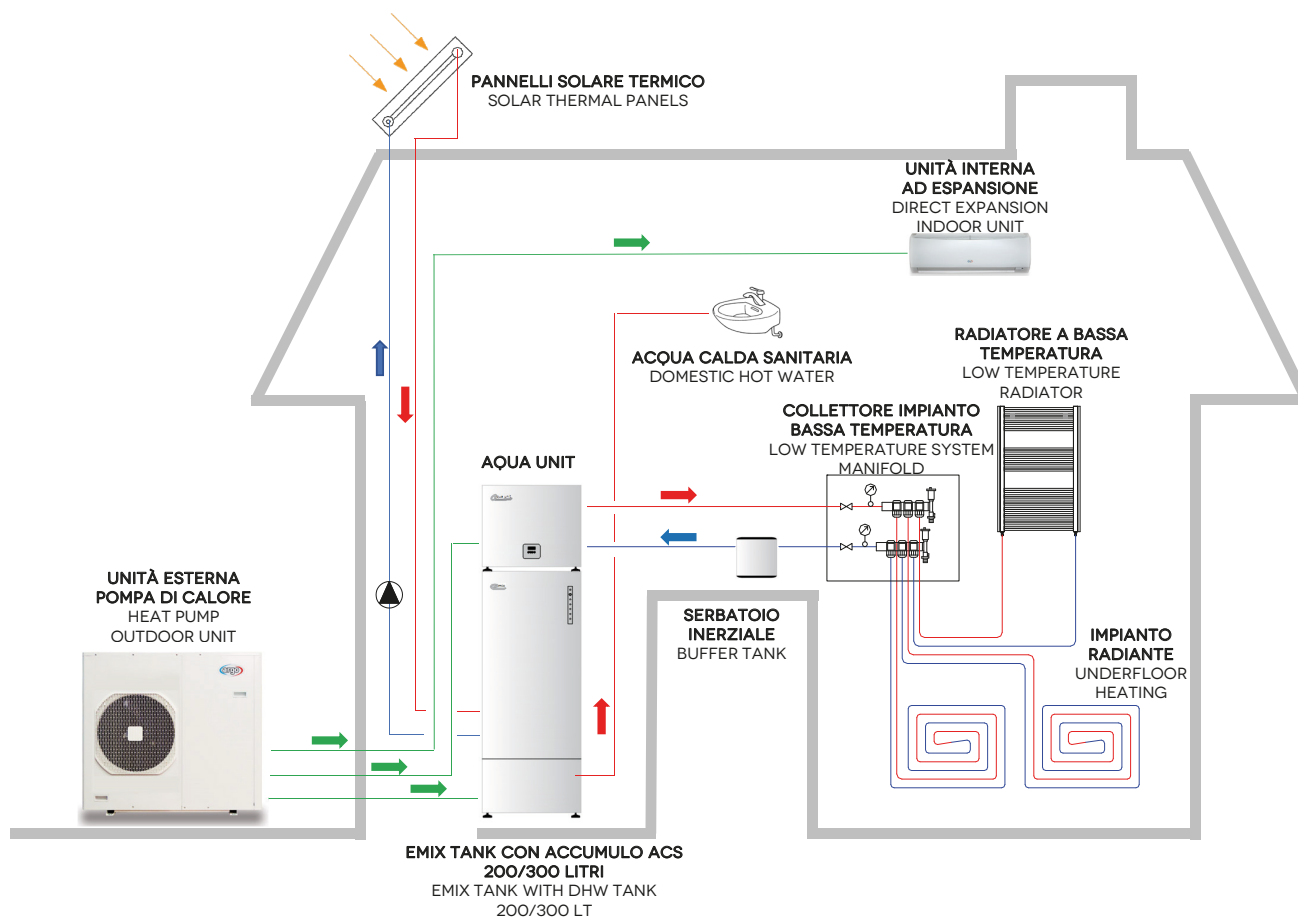 PANNELLI SOLARE TERMICO
SOLAR THERMAL PANELS
UNITÀ INTERNA
AD ESPANSIONE
DIRECT EXPANSION
INDOOR UNIT
ACQUA CALDA SANITARIA
DOMESTIC HOT WATER
RADIATORE A BASSA
TEMPERATURA
LOW TEMPERATURE
RADIATOR
COLLETTORE IMPIANTO
BASSA TEMPERATURA
LOW TEMPERATURE SYSTEM
MANIFOLD
AQUA UNIT
UNITÀ ESTERNA
POMPA DI CALORE
HEAT PUMP
OUTDOOR UNIT
argo
SERBATOIO
INERZIALE
BUFFER TANK
IMPIANTO
RADIANTE
UNDERFLOOR
HEATING
EMIX TANK CON ACCUMULO ACS
200/300 LITRI
EMIX TANK WITH DHW TANK
200/300 LT